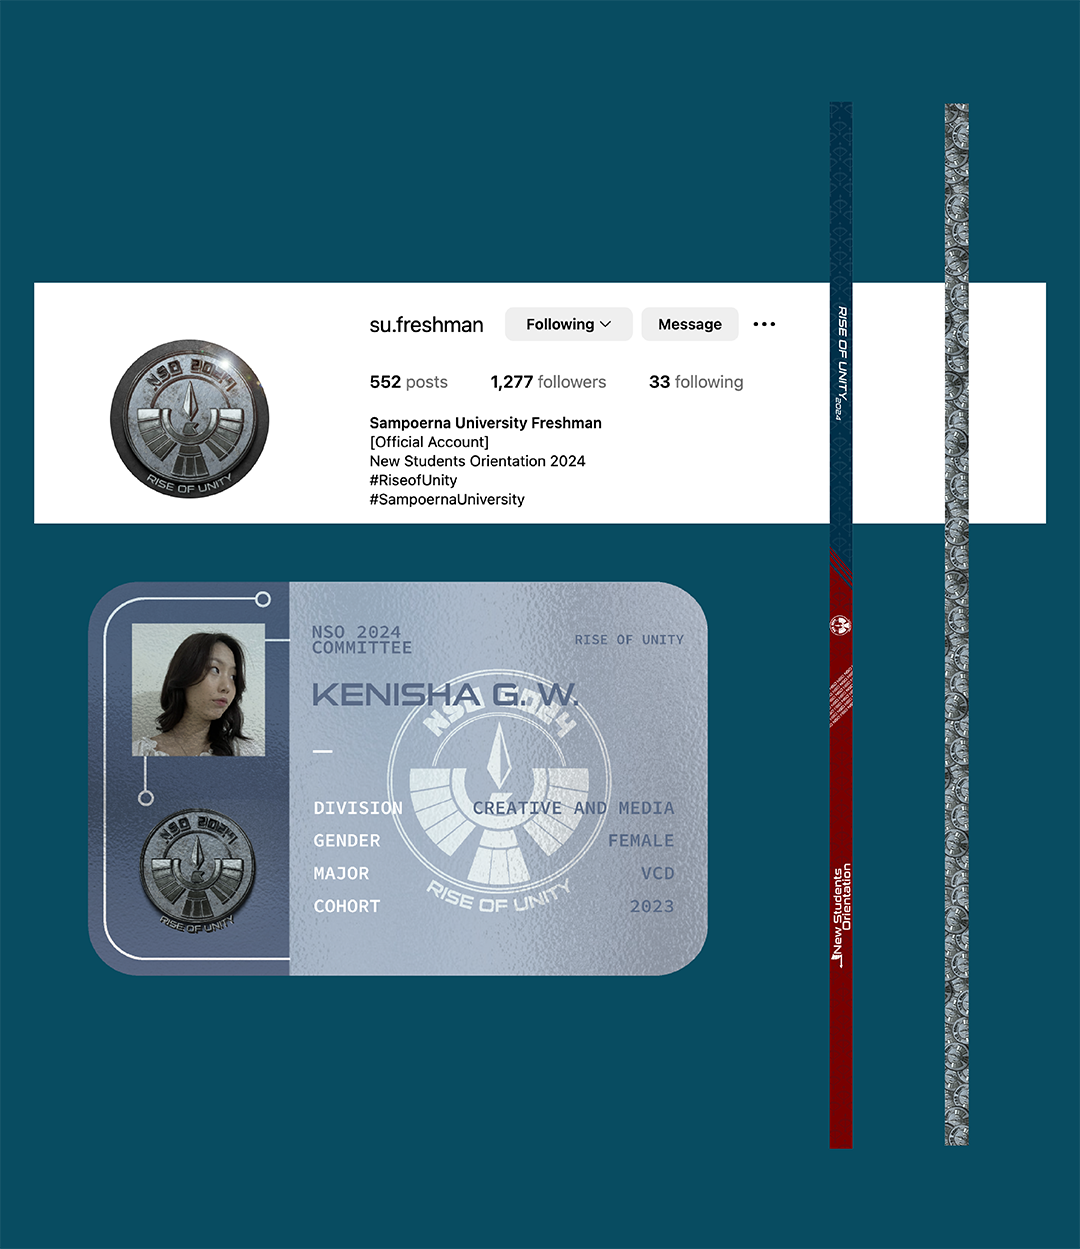 su.freshman
Following
Message
552 posts
1,277 followers
33 following
Sampoerna University Freshman
[Official Account]
New Students Orientation 2024
#RiseofUnity
#SampoernaUniversity
NSO 2024
RISE OF UNITY
NSO 2024
COMMITTEE
RISE OF UNITY
KENISHA G. W.
NSO 2024
DIVISION CREATIVE AND MEDIA
GENDER FEMALE
MAJOR VCD
COHORT 2023
RISE OF UNITY
NSO 2024
RISE OF UNITY
RISE OF UNITY 2024
New Students
Orientation